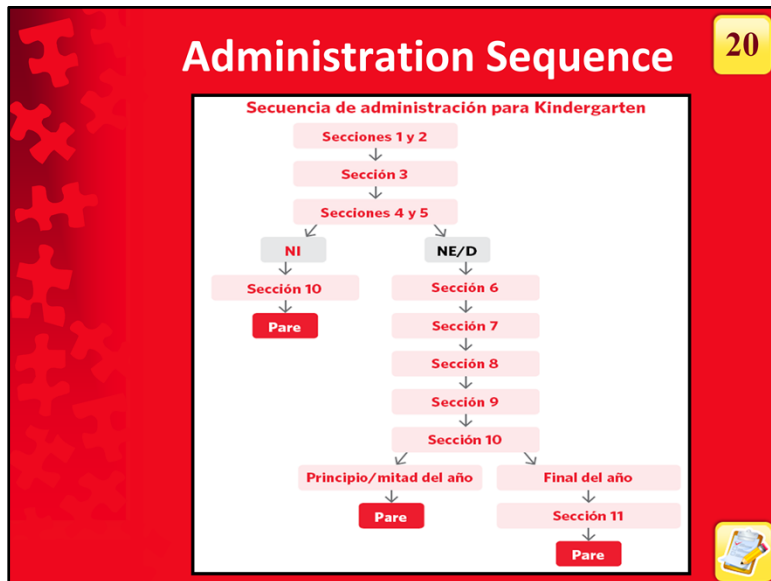 Administration Sequence
20
Secuencia de administración para Kindergarten
Secciones 1 y 2
Sección 3
Secciones 4 y 5
NI
NE/D
Sección 10
Sección 6
Pare
Sección 7
Sección 8
Sección 9
Sección 10
Principio/mitad del año
Final del año
Pare
Sección 11
Pare